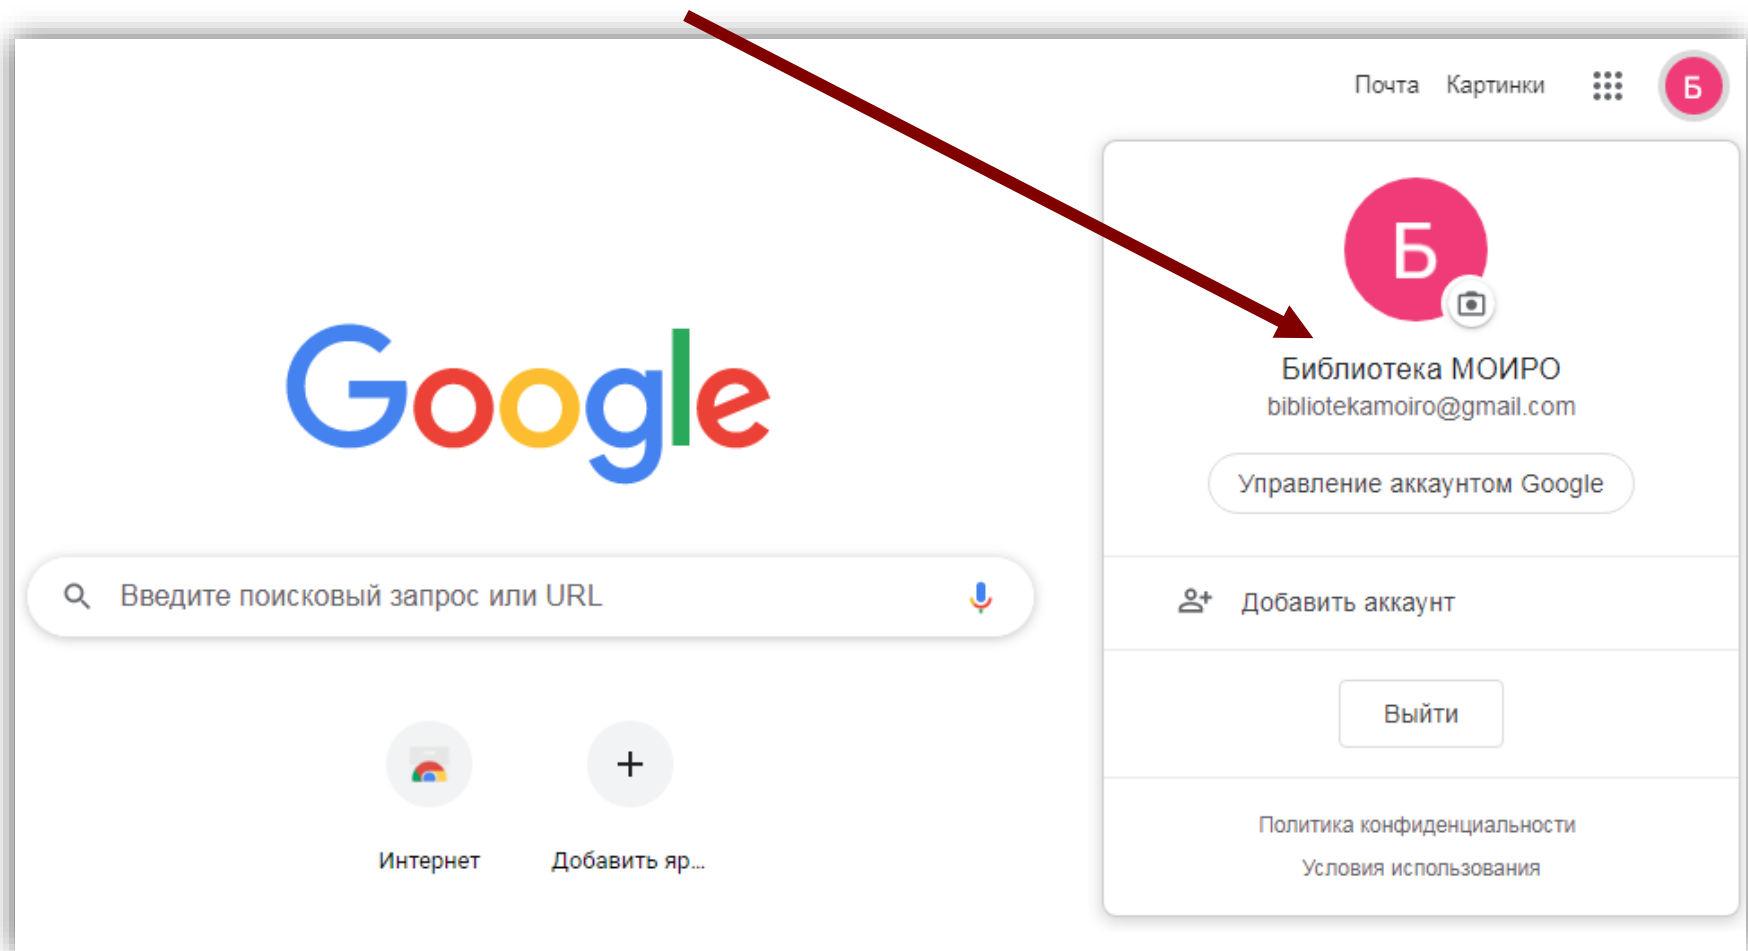 Почта Картинки
Б
Б
Библиотека МОИРО
bibliotekamoiro@gmail.com
Управление аккаунтом Google
Google
Введите поисковый запрос или URL
Добавить аккаунт
Выйти
Интернет
Добавить яр...
Политика конфиденциальности
Условия использования